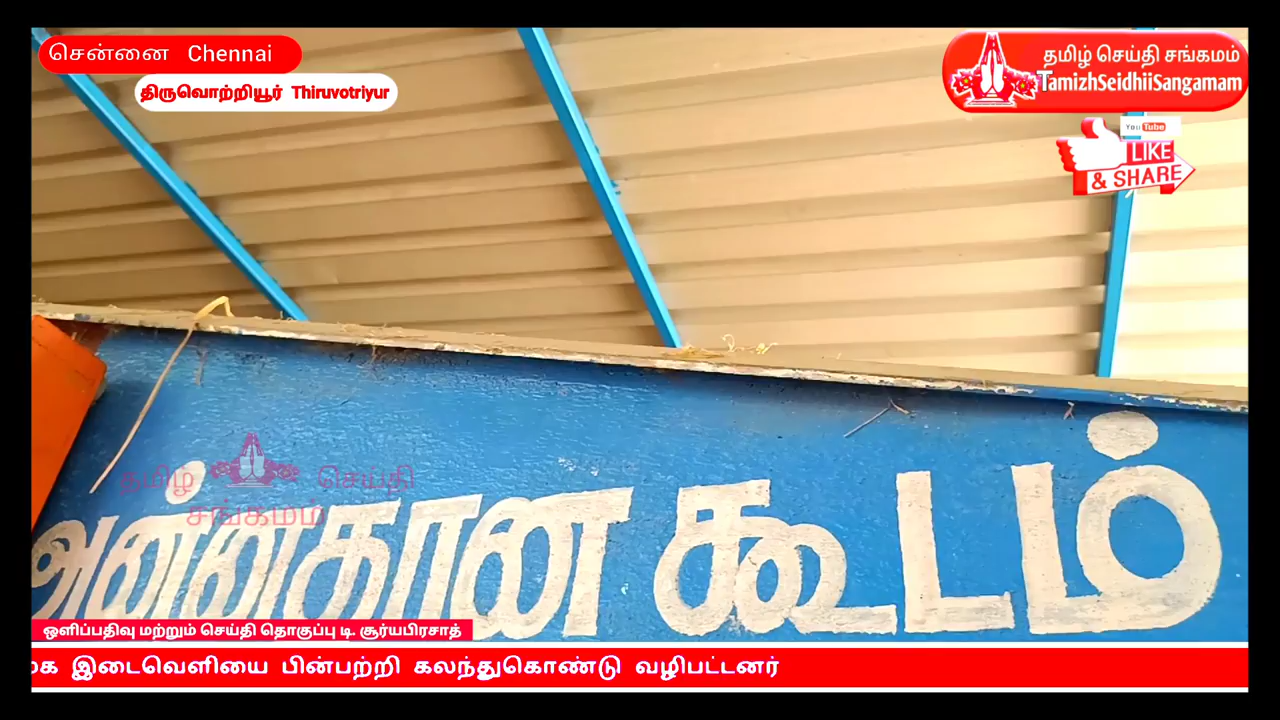 சென்னை Chennai
திருவொற்றியூர் Thiruvotriyur
தமிழ் செய்தி சங்கமம்
TamizhSeidhiiSangamam
YouTube
LIKE
& SHARE
தமிழ் செய்தி
சங்கமம்
அன்னதான கூடம்
ஒளிப்பதிவு மற்றும் செய்தி தொகுப்பு டி. சூர்யபிரசாத்
இடைவெளியை பின்பற்றி கலந்துகொண்டு வழிபட்டனர்